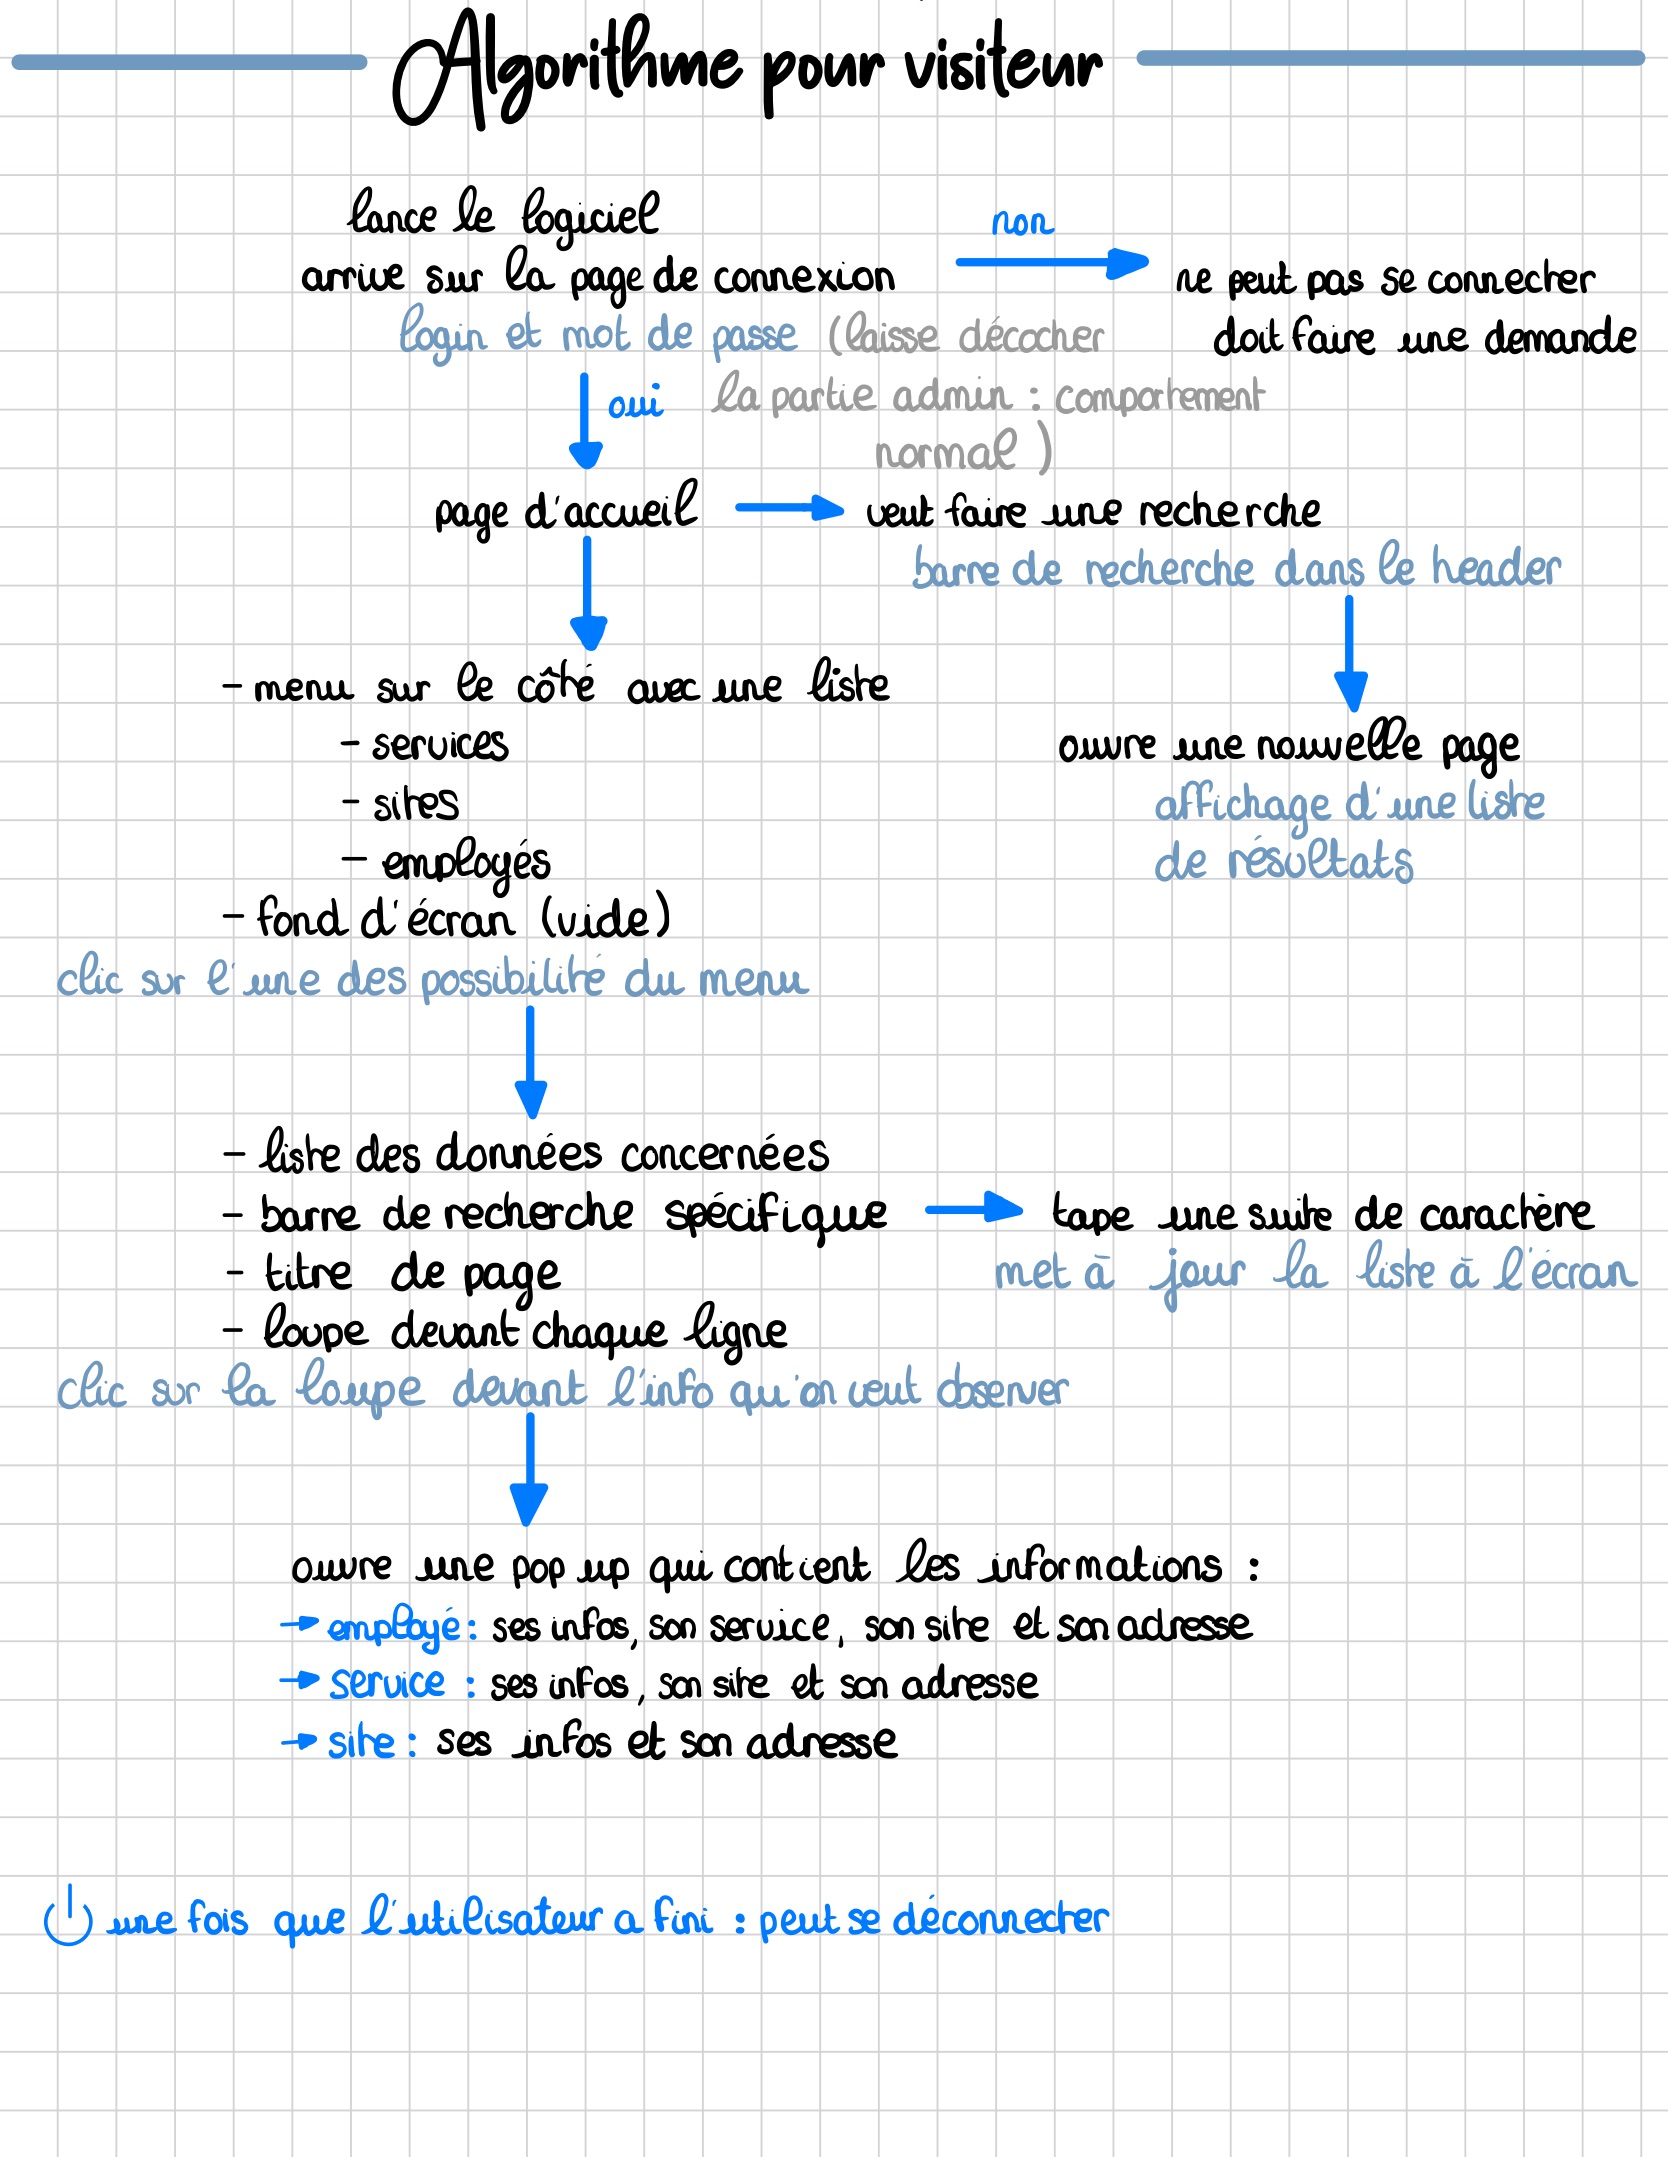 Algorithme pour visiteur
lance le logiciel
non
arrive sur la page de connexion
ne peut pas se connecter
login et mot de passe (laisse décocher
doit faire une demande
oui
la partie admin : comportement
normal )
page d'accueil
veut faire une recherche
barre de recherche dans le header
- menu sur le côté avec une liste
- services
- sites
- employés
ouvre une nouvelle page
affichage d'une liste
de résultats
- fond d'écran (vide)
clic sur l'une des possibilité du menu
- liste des données concernées
- barre de recherche spécifique
tape une suite de caractère
met à jour la liste à l'écran
- titre de page
- loupe devant chaque ligne
clic sur la loupe devant l'info qu'on veut observer
ouvre une pop up qui contient les informations :
→ employé : ses infos, son service, son site et son adresse
→ service : ses infos, son site et son adresse
→ site : ses infos et son adresse
une fois que l'utilisateur a fini : peut se déconnecter